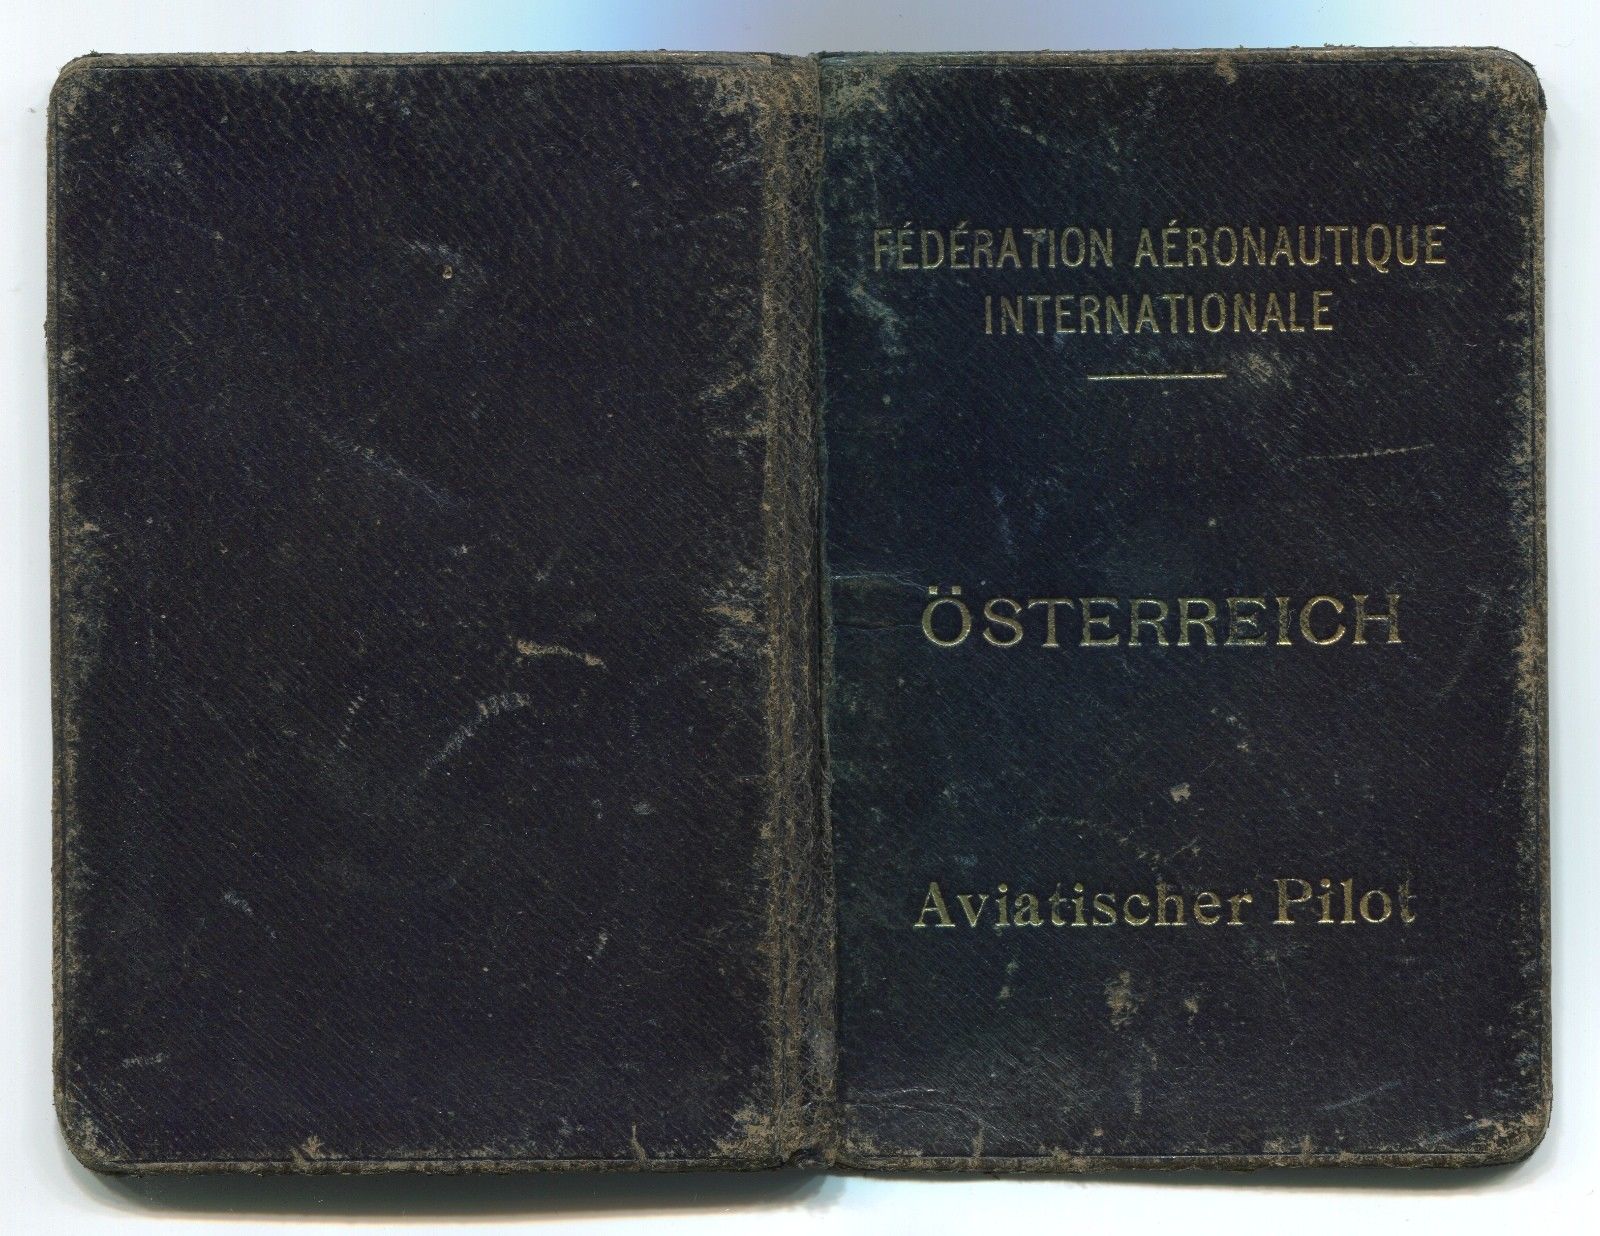 FÉDÉRATION AÉRONAUTIQUE
INTERNATIONALE
ÖSTERREICH
Aviatischer Pilot